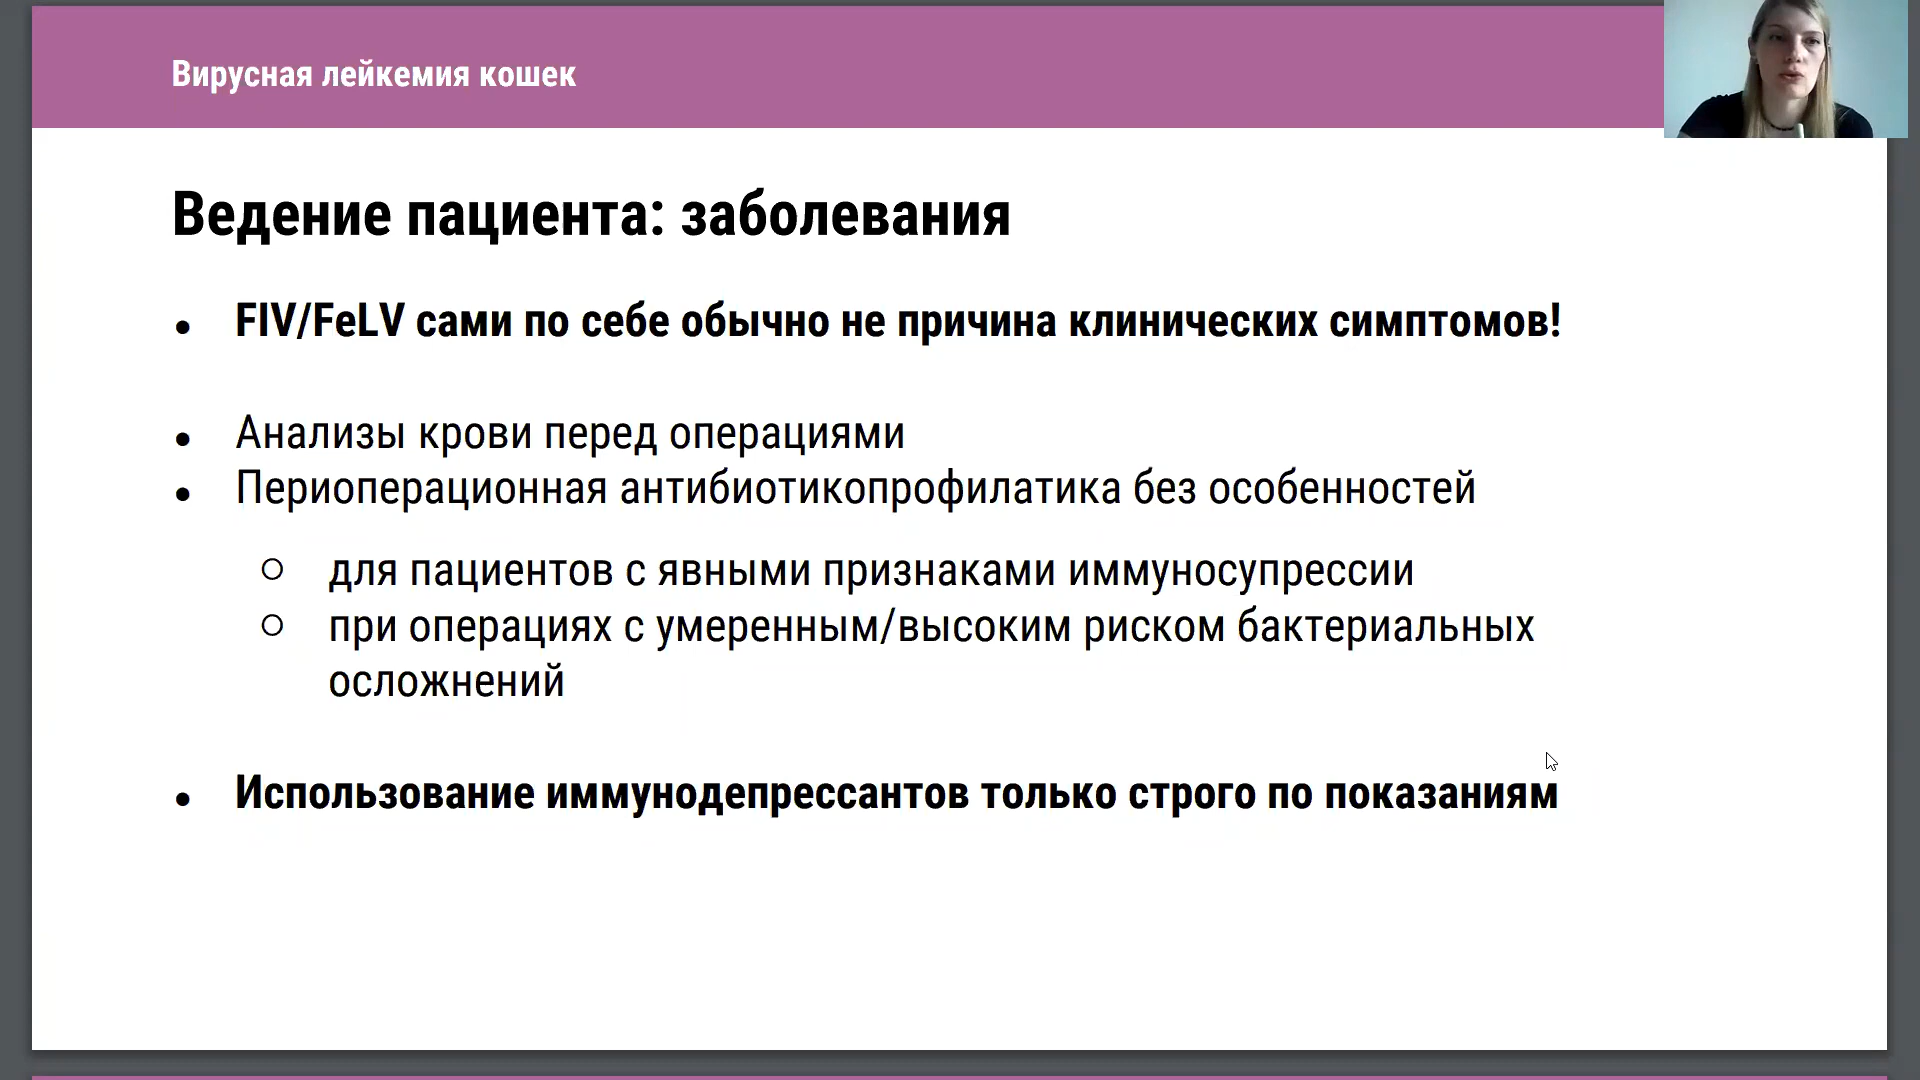 Вирусная лейкемия кошек
Ведение пациента: заболевания
● FIV/FeLV сами по себе обычно не причина клинических симптомов!
● Анализы крови перед операциями
● Периоперационная антибиотикопрофилатика без особенностей
○ для пациентов с явными признаками иммуносупрессии
○ при операциях с умеренным/высоким риском бактериальных
осложнений
● Использование иммунодепрессантов только строго по показаниям